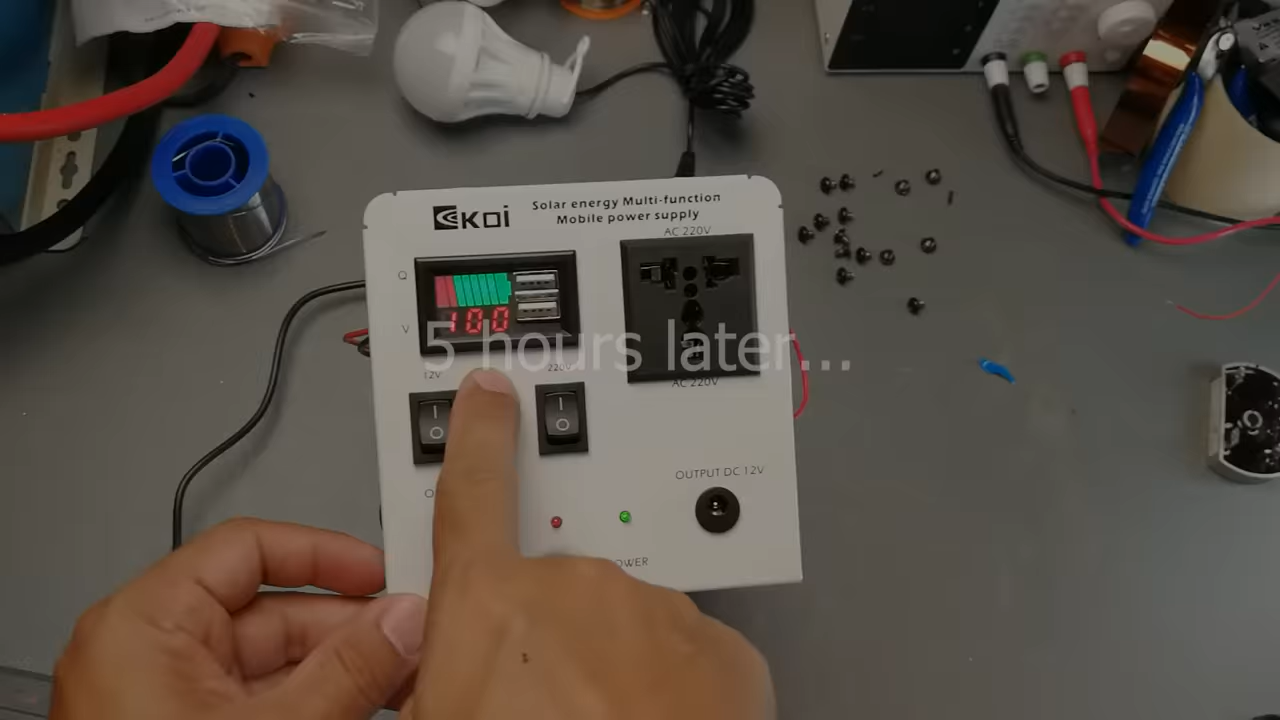 KOI
Solar energy Multi-function
Mobile power supply
AC 220V
Q
V
100
5 hours later...
12V
220V
AC 220V
OUTPUT DC 12V